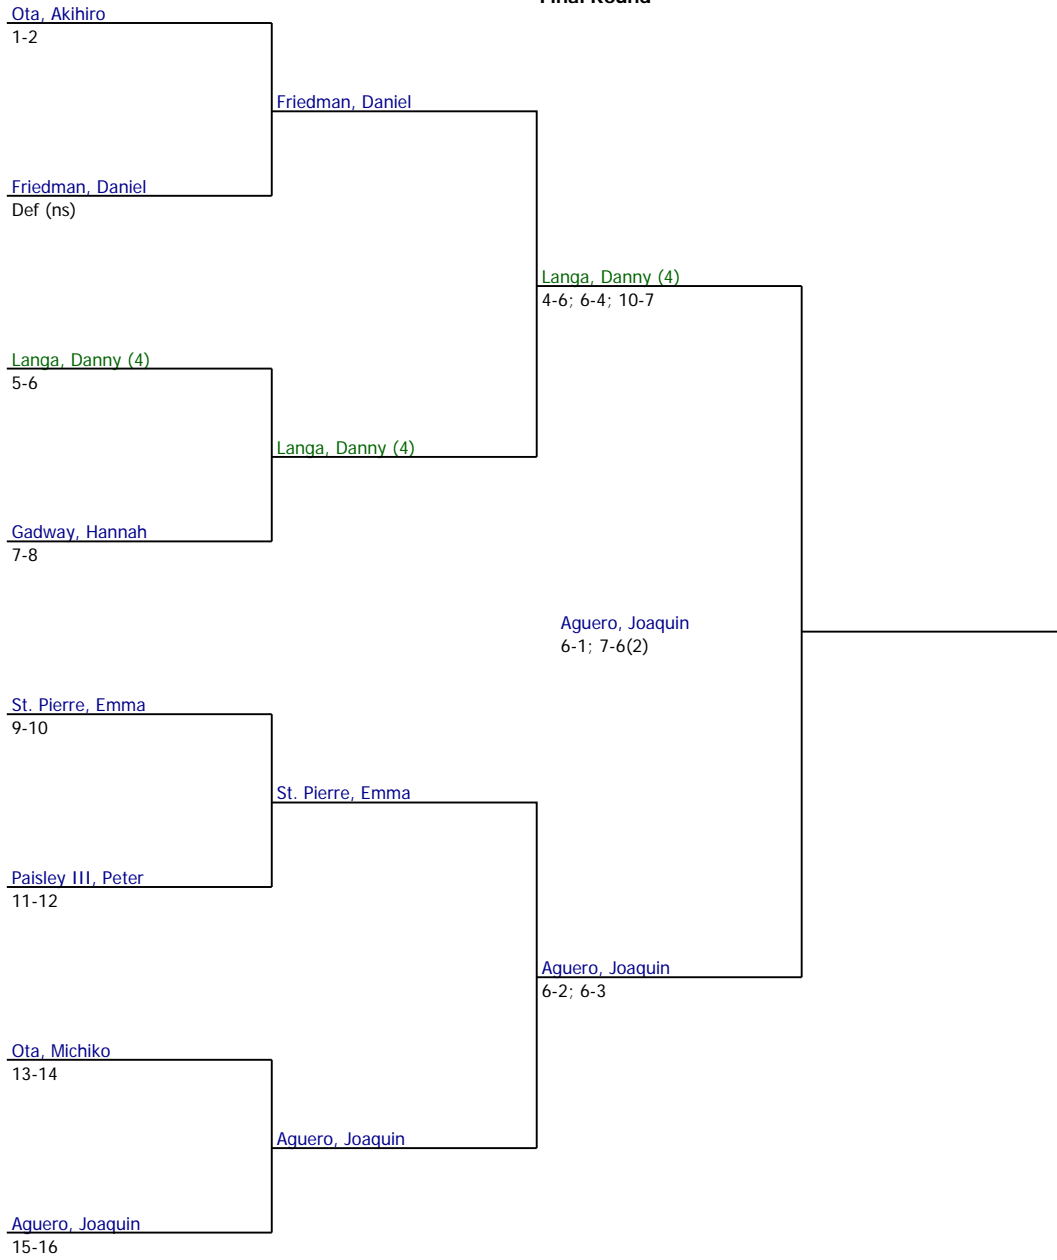 Final Round
Ota, Akihiro
1-2
Friedman, Daniel
Friedman, Daniel
Def (ns)
Langa, Danny (4)
4-6; 6-4; 10-7
Langa, Danny (4)
5-6
Langa, Danny (4)
Gadway, Hannah
7-8
Aguero, Joaquin
6-1; 7-6(2)
St. Pierre, Emma
9-10
St. Pierre, Emma
Paisley III, Peter
11-12
Aguero, Joaquin
6-2; 6-3
Ota, Michiko
13-14
Aguero, Joaquin
Aguero, Joaquin
15-16